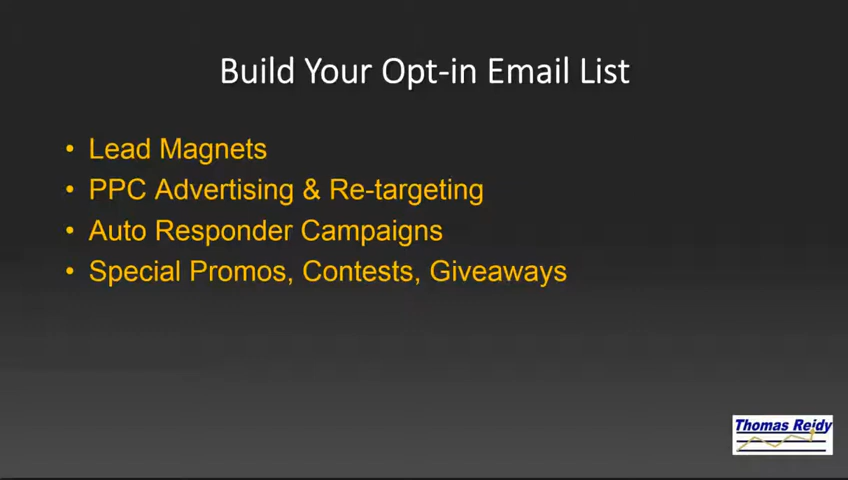 Build Your Opt-in Email List
• Lead Magnets
• PPC Advertising & Re-targeting
• Auto Responder Campaigns
• Special Promos, Contests, Giveaways
Thomas Reidy